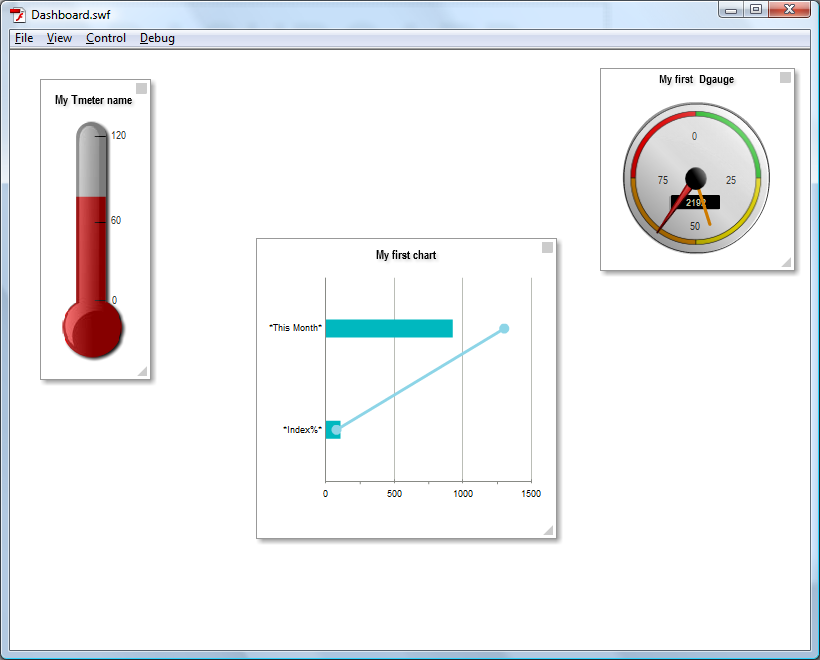 Dashboard.swf
File View Control Debug
My Tmeter name
120
60
0
My first chart
*This Month*
*Index%*
0 500 1000 1500
My first Dgauge
0
75 25
2192
50